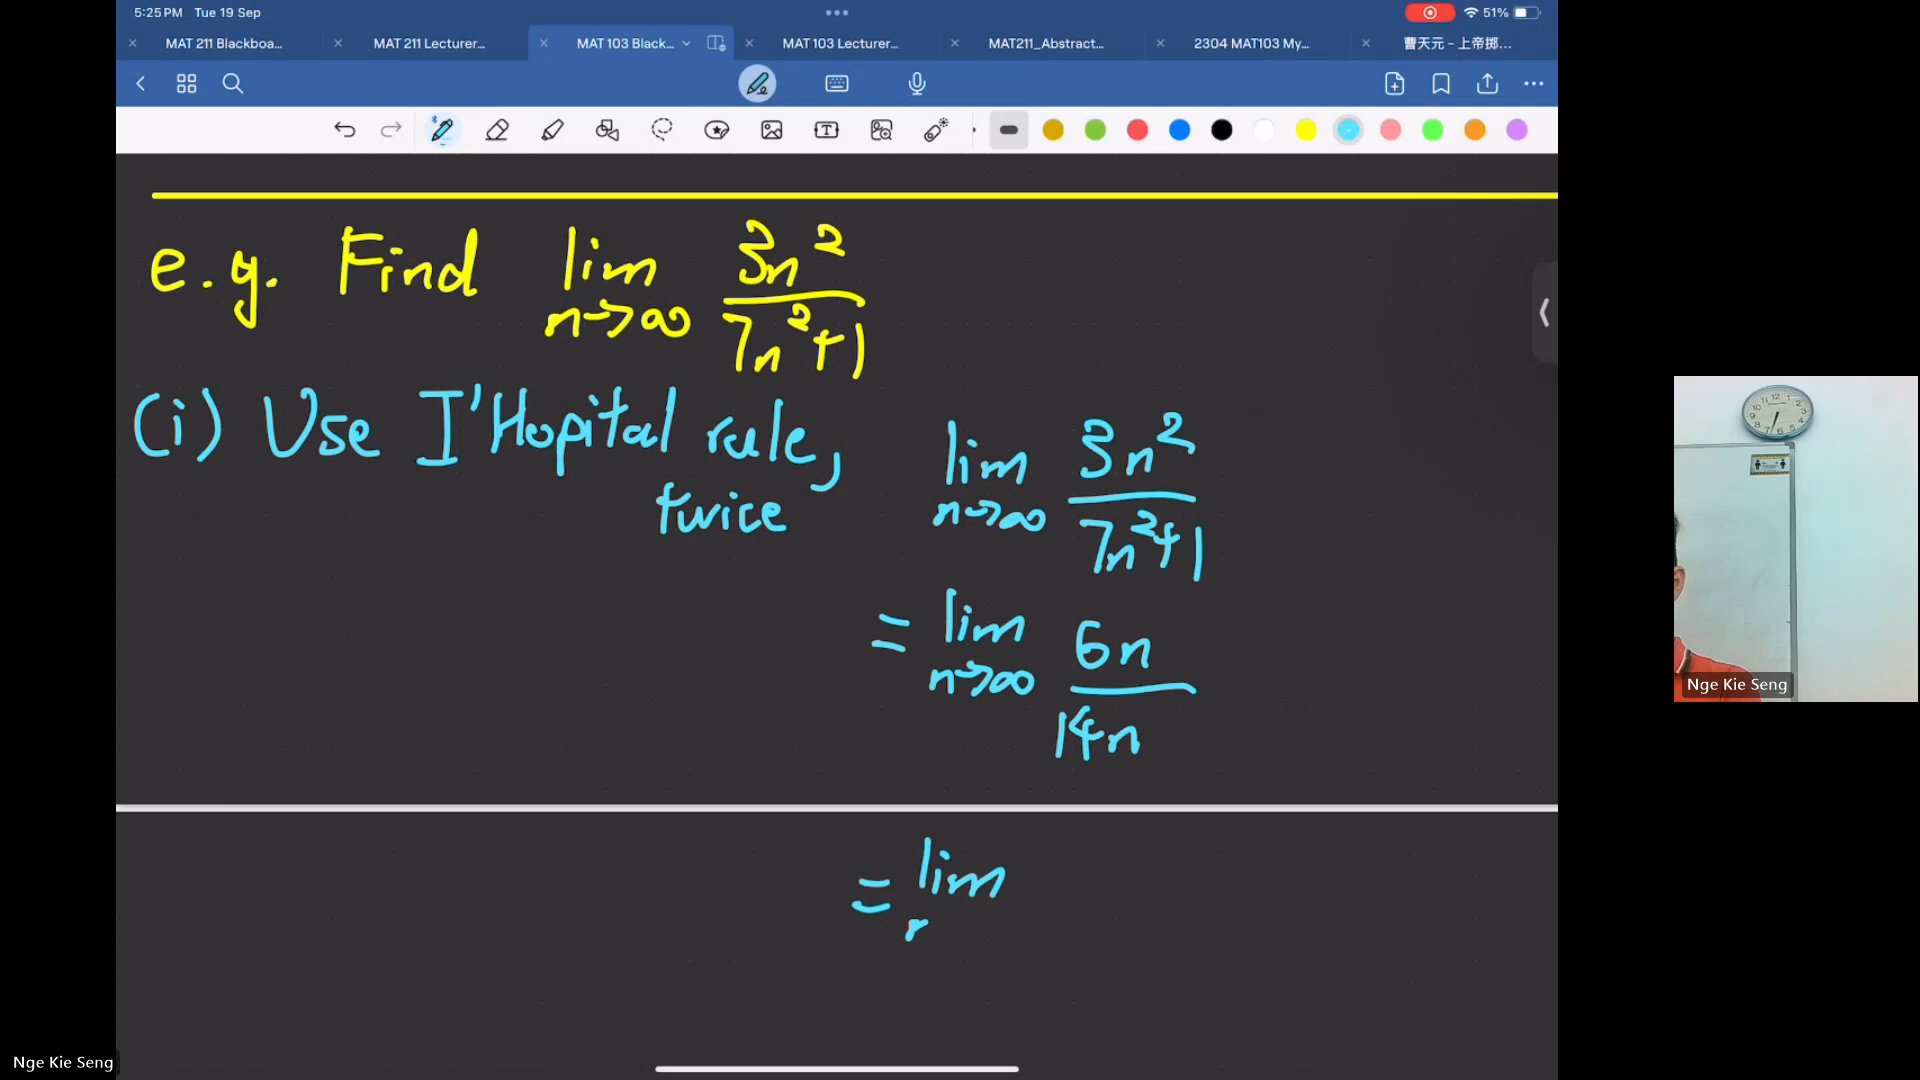 5:25 PM Tue 19 Sep
51%
MAT 211 Blackboa...
MAT 211 Lecturer...
MAT 103 Black...
MAT 103 Lecturer...
MAT211_Abstract...
2304 MAT103 My...
曹天元 - 上帝掷...
e.g. Find lim n→∞ 3n² / 7n²+1
(i) Use I'Hopital rule,
twice
lim n→∞ 3n² / 7n²+1
= lim n→∞ 6n / 14n
= lim
Nge Kie Seng
Nge Kie Seng